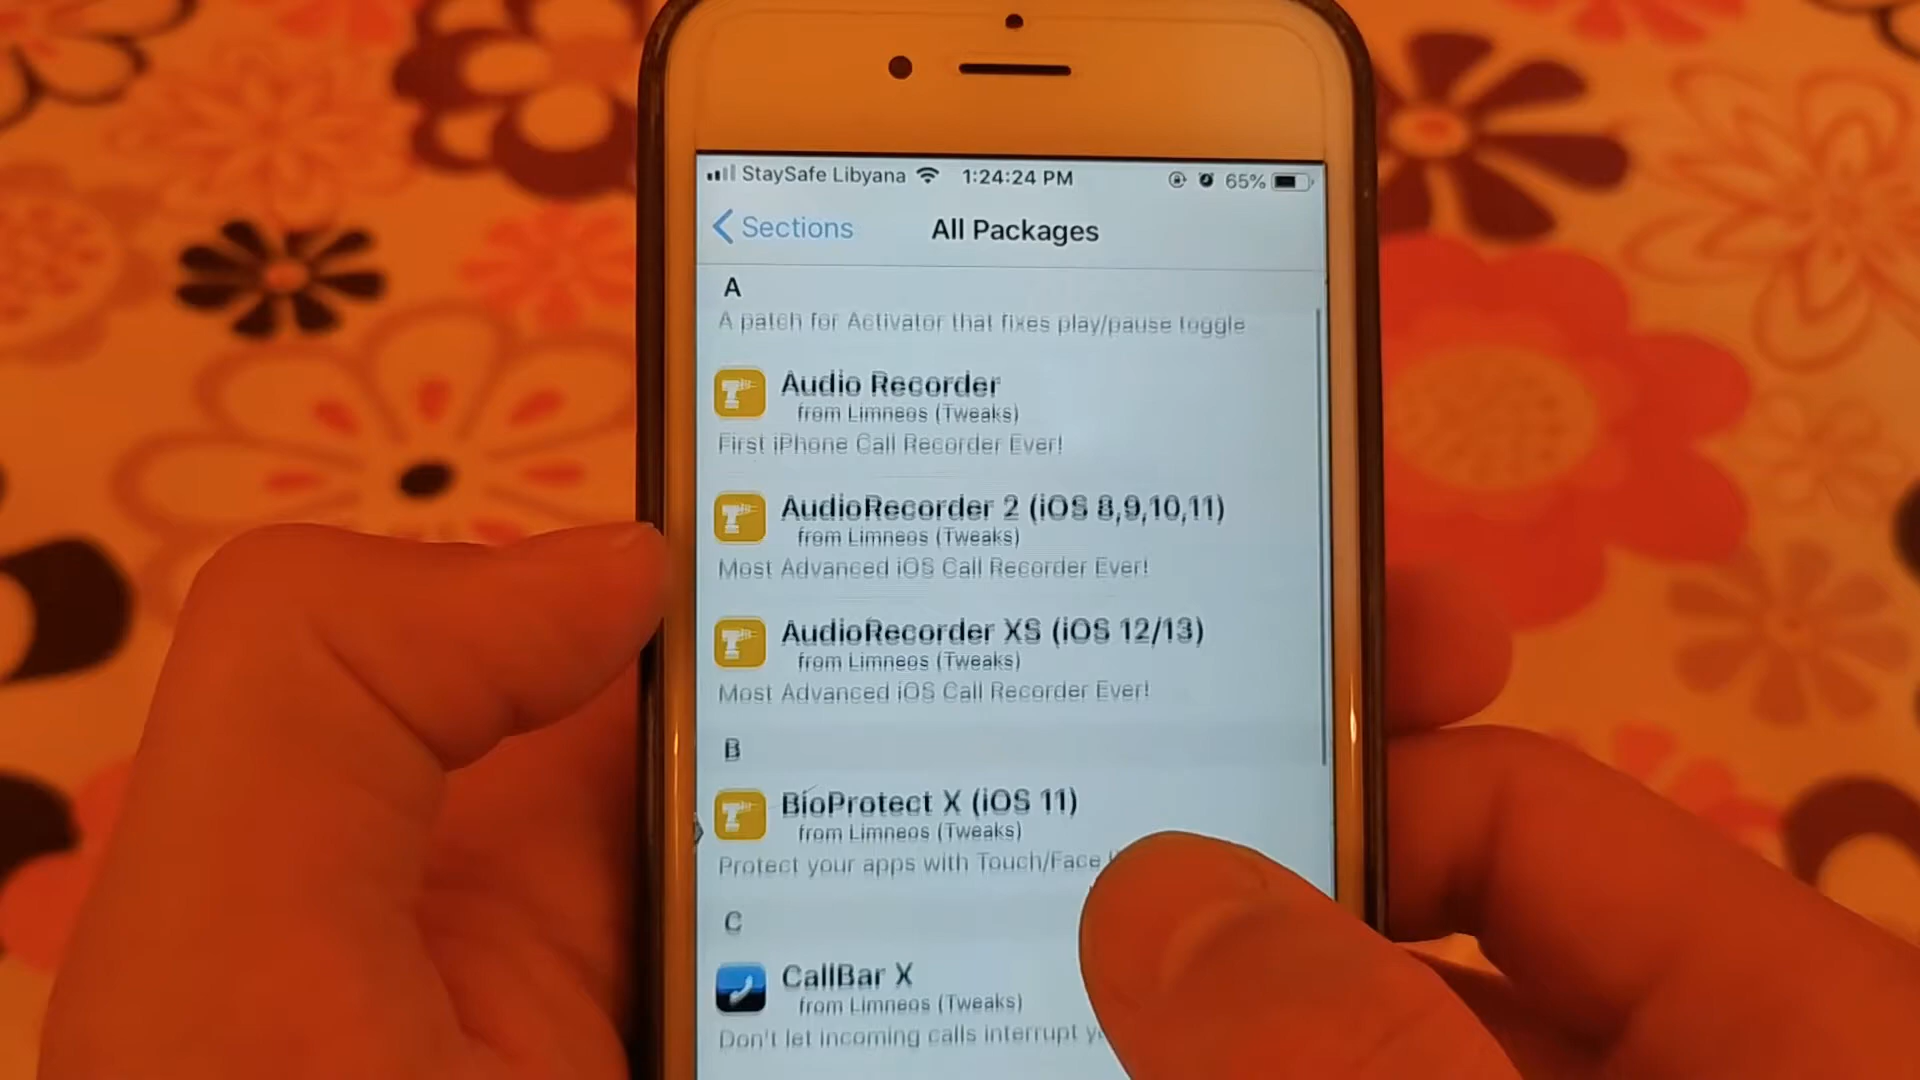 StaySafe Libyana 1:24:24 PM 65%
Sections All Packages
A
A patch for Activator that fixes play/pause toggle
Audio Recorder
from Limneos (Tweaks)
First iPhone Call Recorder Ever!
AudioRecorder 2 (iOS 8,9,10,11)
from Limneos (Tweaks)
Most Advanced iOS Call Recorder Ever!
AudioRecorder XS (iOS 12/13)
from Limneos (Tweaks)
Most Advanced iOS Call Recorder Ever!
B
BioProtect X (iOS 11)
from Limneos (Tweaks)
Protect your apps with Touch/Face
C
CallBar X
from Limneos (Tweaks)
Don't let incoming calls interrupt